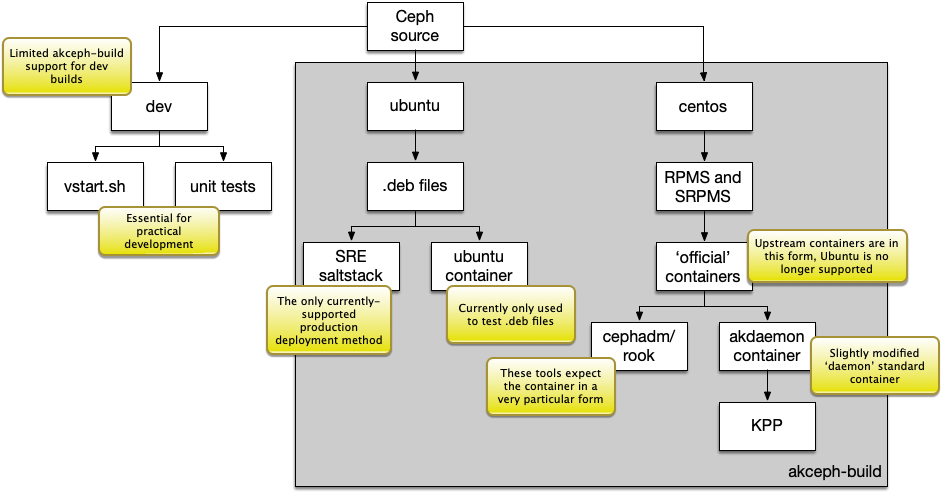 Ceph
source
Limited akceph-build
support for dev
builds
dev
ubuntu
centos
vstart.sh
unit tests
.deb files
RPMS and
SRPMS
Essential for
practical
development
SRE
saltstack
ubuntu
container
‘official’
containers
Upstream containers are in
this form, Ubuntu is no
longer supported
The only currently-
supported
production
deployment method
Currently only used
to test .deb files
cephadm/
rook
akdaemon
container
These tools expect
the container in a
very particular form
Slightly modified
‘daemon’ standard
container
KPP
akceph-build